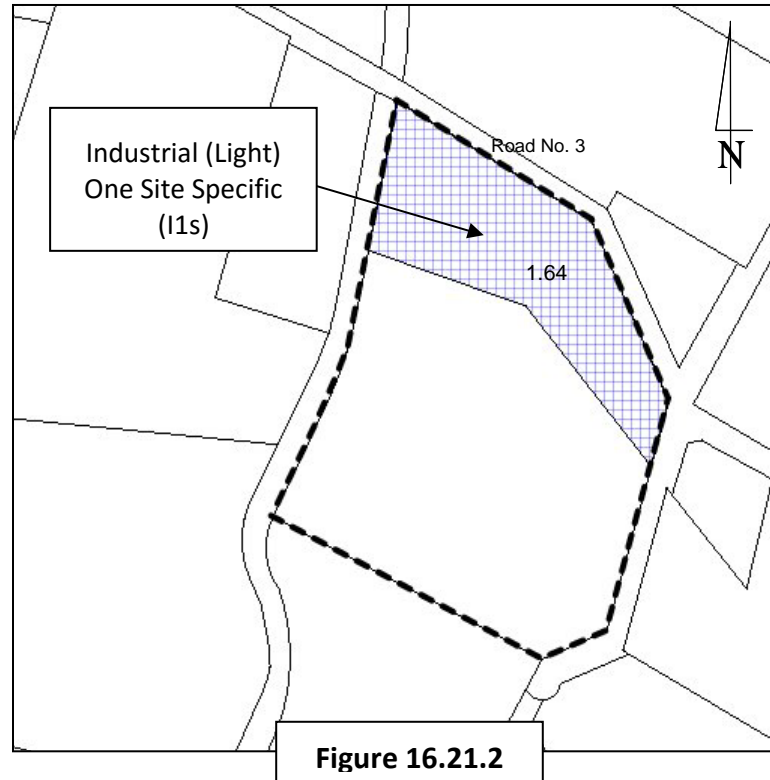 Industrial (Light)
One Site Specific
(I1s)
Road No. 3
N
1.64
Figure 16.21.2